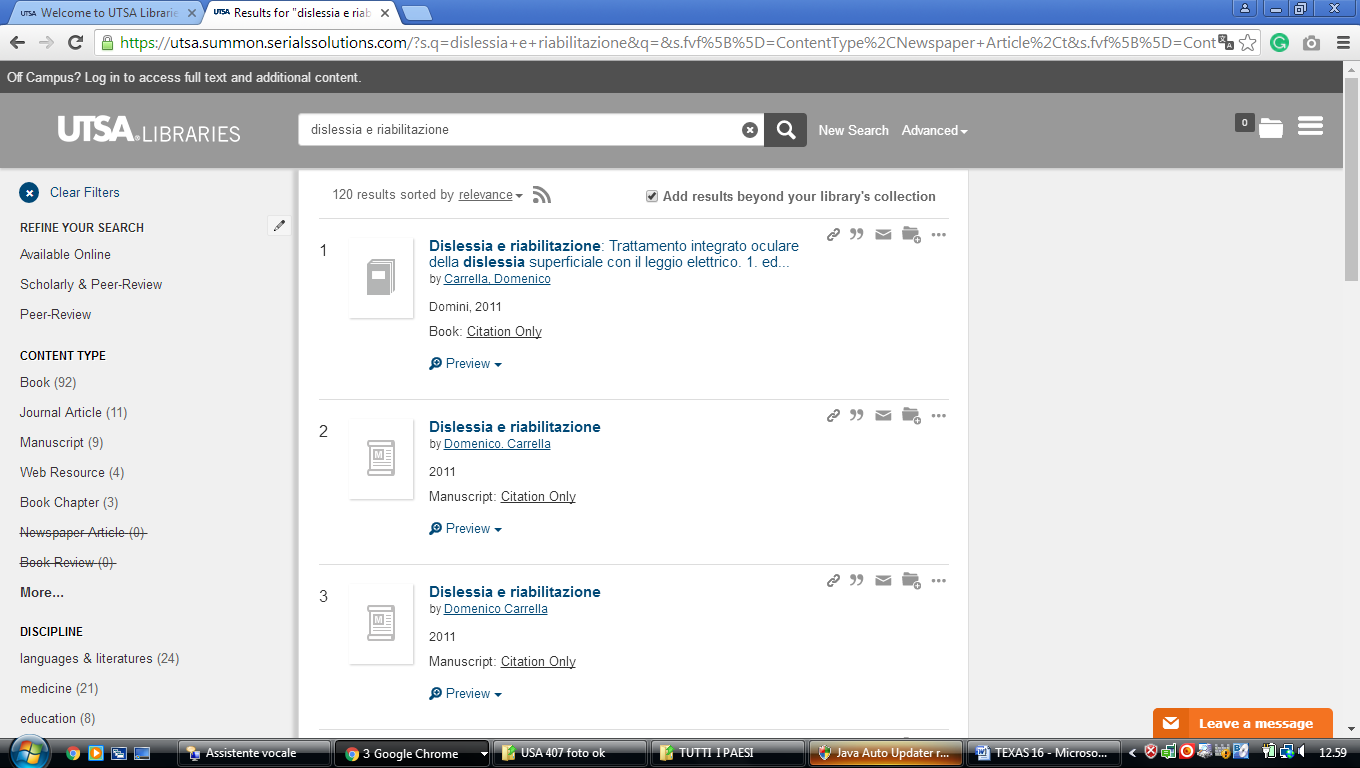 Welcome to UTSA Librarie
UTSA Results for "dislessia e riab
https://utsa.summon.serialssolutions.com/?s.q=dislessia+e+riabilitazione&q=&s.fvf%5B%5D=ContentType%2CNewspaper+Article%2Ct&s.fvf%5B%5D=Cont
Off Campus? Log in to access full text and additional content.
UTSA LIBRARIES
dislessia e riabilitazione
New Search
Advanced
0
Clear Filters
REFINE YOUR SEARCH
Available Online
Scholarly & Peer-Review
Peer-Review
CONTENT TYPE
Book (92)
Journal Article (11)
Manuscript (9)
Web Resource (4)
Book Chapter (3)
Newspaper Article (0)
Book Review (0)
More...
DISCIPLINE
languages & literatures (24)
medicine (21)
education (8)
120 results sorted by relevance
Add results beyond your library's collection
1
Dislessia e riabilitazione: Trattamento integrato oculare
della dislessia superficiale con il leggio elettrico. 1. ed...
by Carrella, Domenico
Domini, 2011
Book: Citation Only
Preview
2
Dislessia e riabilitazione
by Domenico. Carrella
2011
Manuscript: Citation Only
Preview
3
Dislessia e riabilitazione
by Domenico Carrella
2011
Manuscript: Citation Only
Preview
Leave a message
Assistente vocale
3 Google Chrome
USA 407 foto ok
TUTTI I PAESI
Java Auto Updater r...
TEXAS 16 - Microso...
12.59